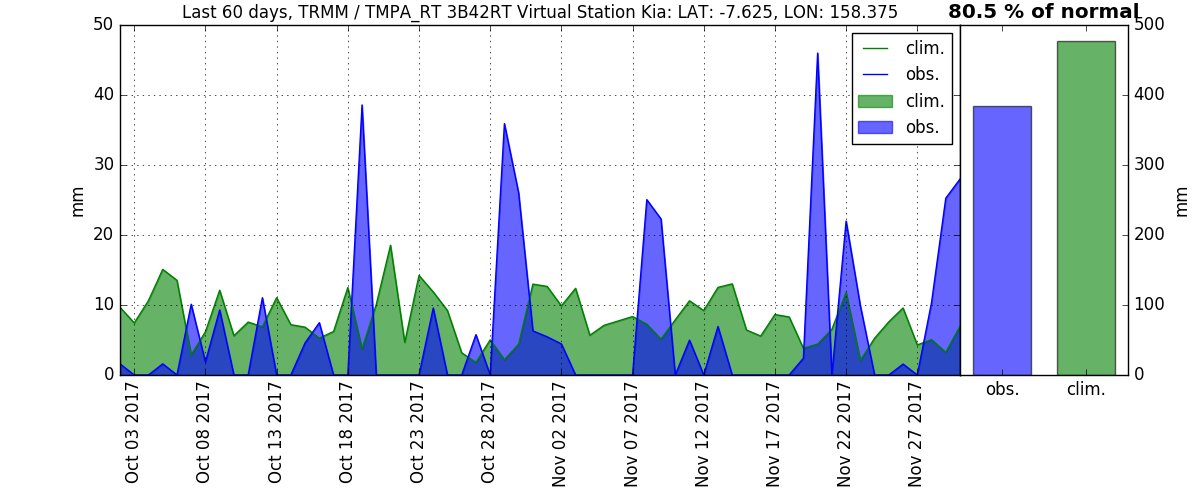 Last 60 days, TRMM / TMPA_RT 3B42RT Virtual Station Kia: LAT: -7.625, LON: 158.375
80.5 % of normal
50
40
30
20
10
0
mm
clim.
obs.
clim.
obs.
500
400
300
200
100
0
mm
Oct 03 2017
Oct 08 2017
Oct 13 2017
Oct 18 2017
Oct 23 2017
Oct 28 2017
Nov 02 2017
Nov 07 2017
Nov 12 2017
Nov 17 2017
Nov 22 2017
Nov 27 2017
obs.
clim.